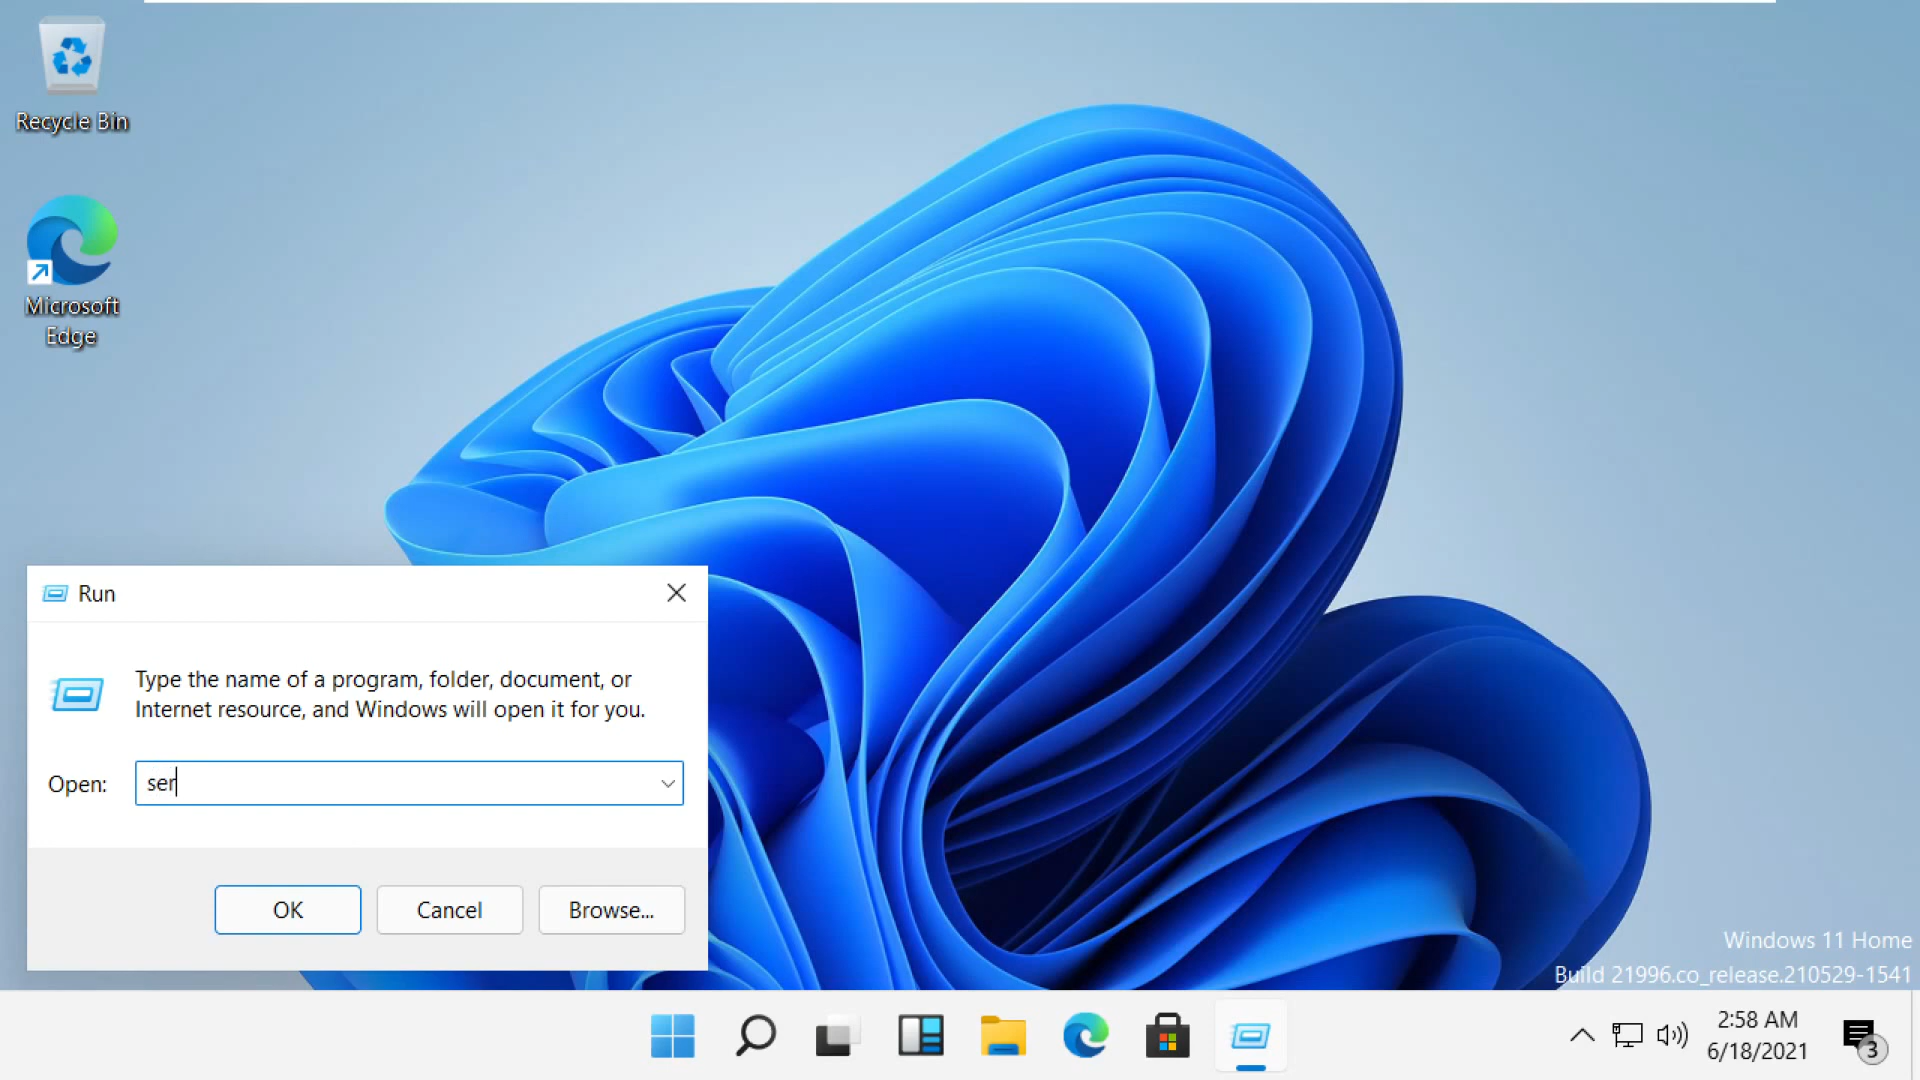 Recycle Bin
Microsoft
Edge
Run
Type the name of a program, folder, document, or
Internet resource, and Windows will open it for you.
Open:
ser
OK
Cancel
Browse...
Windows 11 Home
Build 21996.co_release.210529-1541
2:58 AM
6/18/2021
3